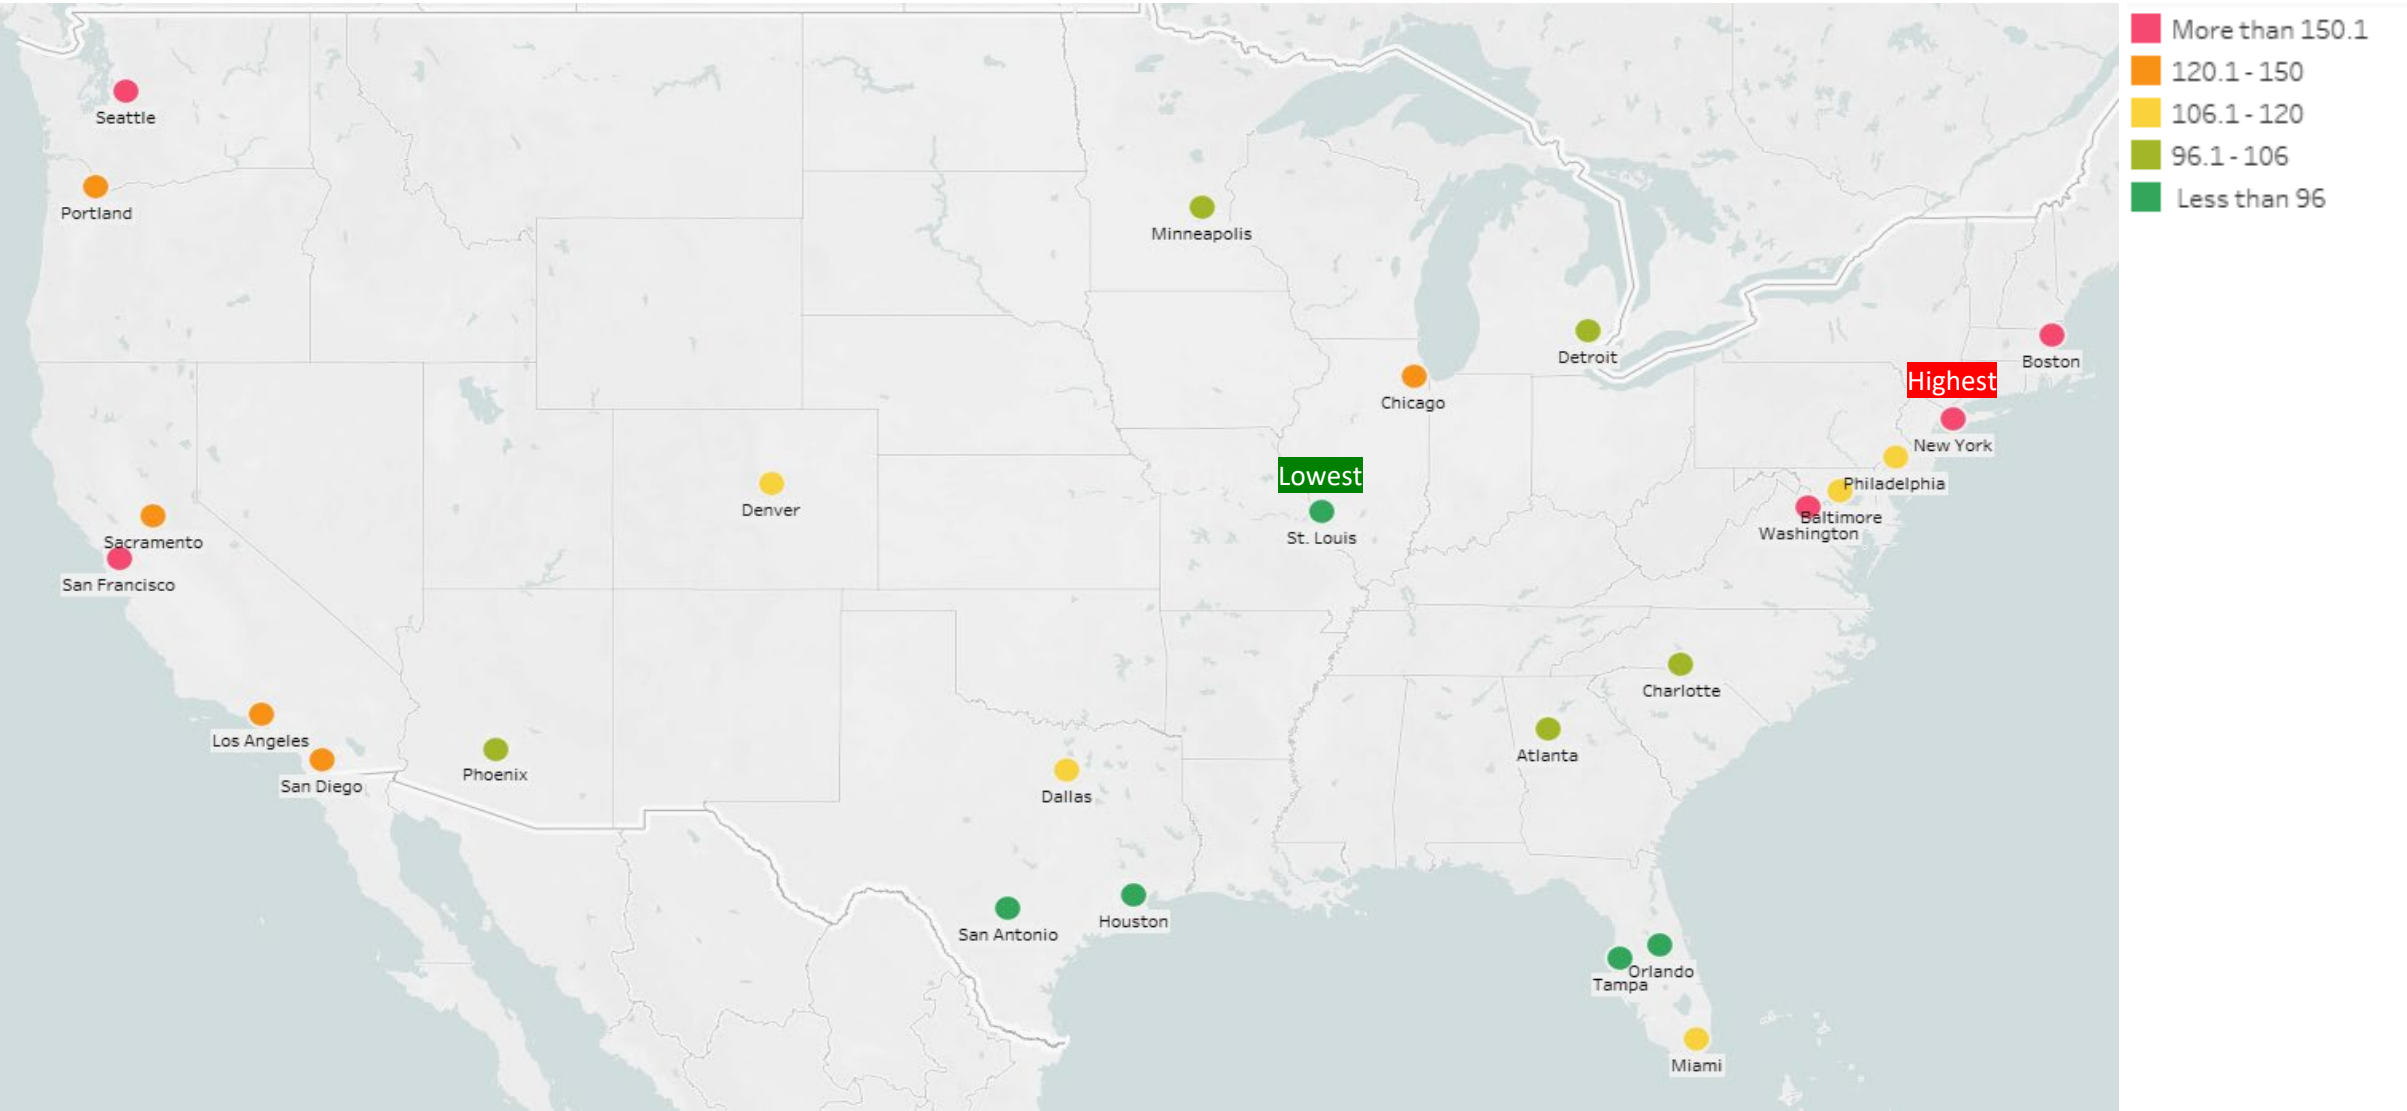 More than 150.1
120.1 - 150
106.1 - 120
96.1 - 106
Less than 96
Seattle
Portland
Minneapolis
Detroit
Boston
Highest
Chicago
New York
Lowest
Philadelphia
Denver
Baltimore
St. Louis
Washington
Sacramento
San Francisco
Charlotte
Los Angeles
Atlanta
Phoenix
San Diego
Dallas
Houston
San Antonio
Orlando
Tampa
Miami